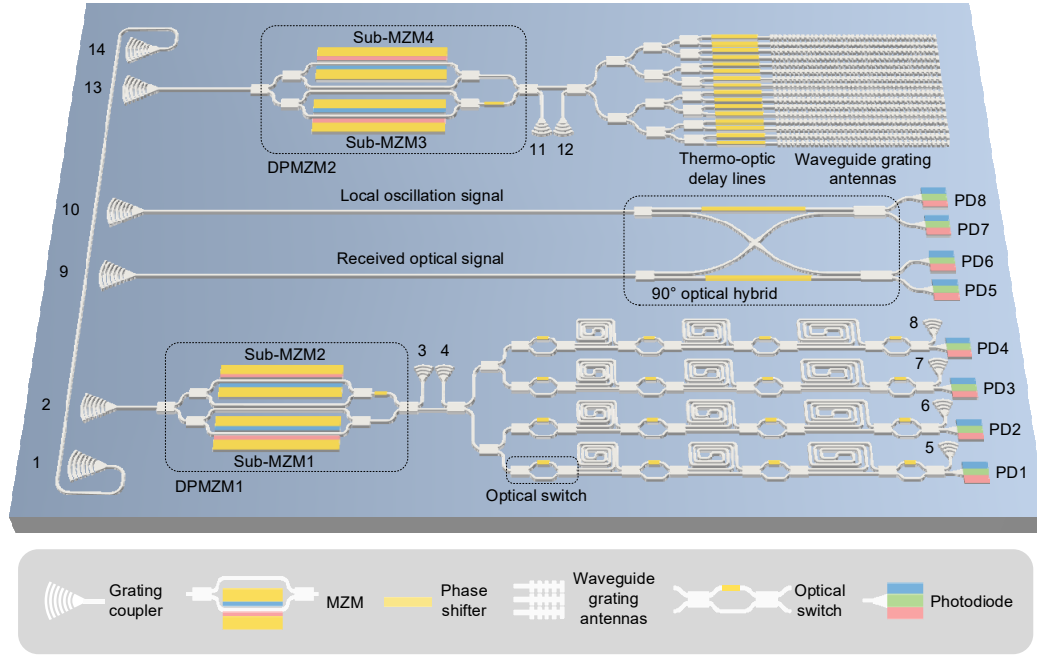 14
Sub-MZM4
13
Sub-MZM3
11
12
DPMZM2
Thermo-optic
delay lines
Waveguide grating
antennas
10
Local oscillation signal
PD8
PD7
9
Received optical signal
PD6
PD5
90° optical hybrid
8
Sub-MZM2
3
4
PD4
7
PD3
2
6
PD2
5
1
Sub-MZM1
PD1
DPMZM1
Optical switch
Grating
coupler
MZM
Phase
shifter
Waveguide
grating
antennas
Optical
switch
Photodiode